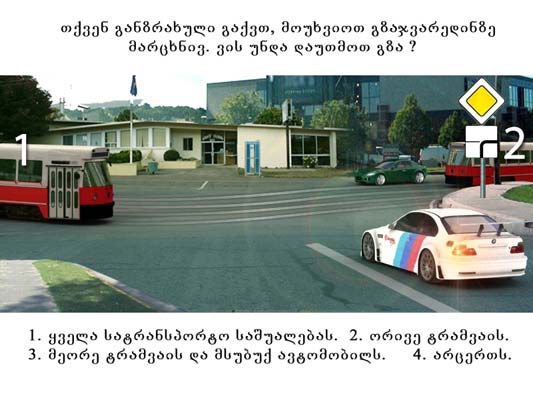 თქვენ განზრახული გაქვთ, მოუხვიოთ გზაჯვარედინზე
მარცხნივ. ვის უნდა დაუთმოთ გზა ?
1
2
1. ყველა სატრანსპორტო საშუალებას. 2. ორივე ტრამვაის.
3. მეორე ტრამვაის და მსუბუქ ავტომობილს. 4. არცერთს.